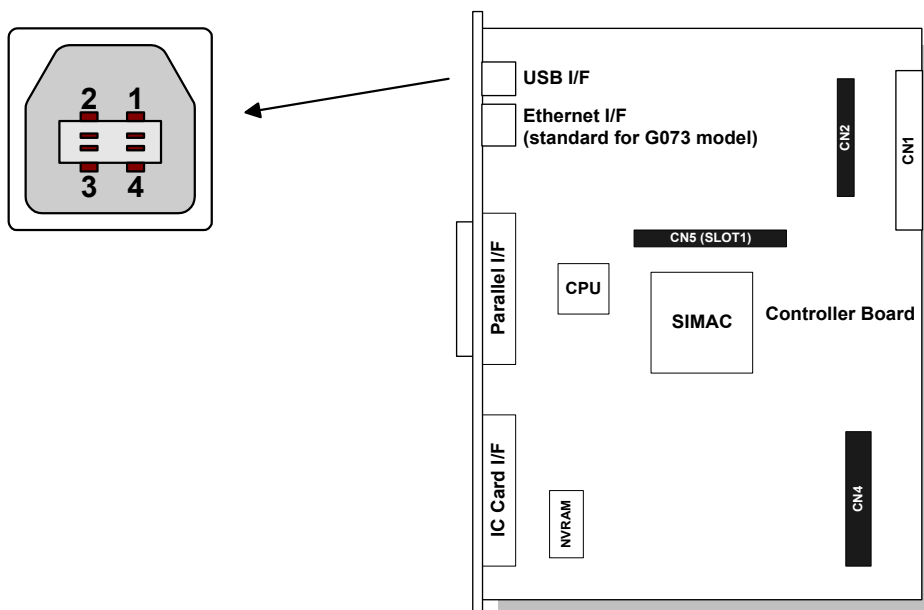 2 1
3 4
USB I/F
Ethernet I/F
(standard for G073 model)
CN2
CN1
CN5 (SLOT1)
Parallel I/F
CPU
SIMAC
Controller Board
IC Card I/F
NVRAM
CN4